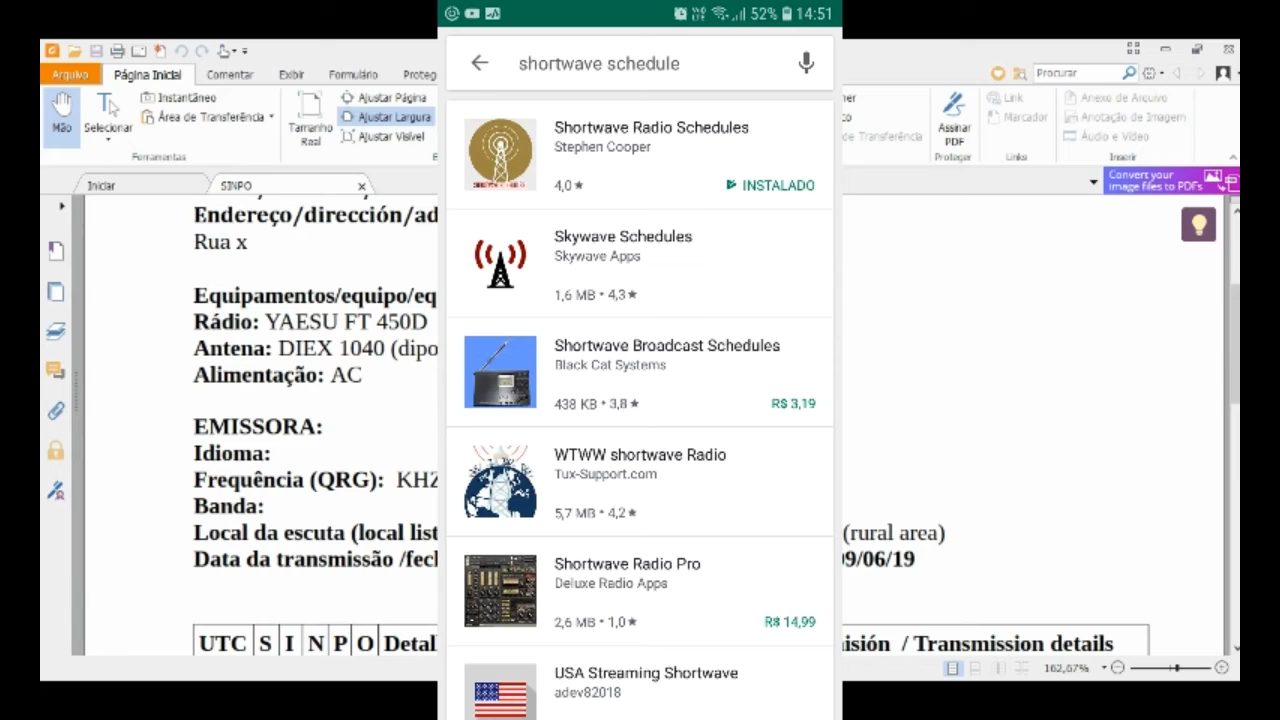 52% 14:51
shortwave schedule
Shortwave Radio Schedules
Stephen Cooper
4,0★
INSTALADO
Skywave Schedules
Skywave Apps
1,6 MB • 4,3★
Shortwave Broadcast Schedules
Black Cat Systems
438 KB • 3,8★
R$ 3,19
WTWW shortwave Radio
Tux-Support.com
5,7 MB • 4,2★
Shortwave Radio Pro
Deluxe Radio Apps
2,6 MB • 1,0★
R$ 14,99
USA Streaming Shortwave
adev82018
Arquivo Página Inicial Comentar Exibir Formulário Proteg
Procurar
Mão
Selecionar
Instantâneo
Área de Transferência
Ferramentas
Tamanho
Real
Ajustar Página
Ajustar Largura
Ajustar Visível
E
ner
co
de Transferência
Assinar
PDF
Proteger
Link
Marcador
Links
Anexo de Arquivo
Anotação de Imagem
Áudio e Vídeo
Inserir
Iniciar
SINPO
Convert your
image files to PDFs
Endereço/dirección/ad
Rua x
Equipamentos/equipo/eq
Rádio: YAESU FT 450D
Antena: DIEX 1040 (dipo
Alimentação: AC
EMISSORA:
Idioma:
Frequência (QRG): KHZ
Banda:
Local da escuta (local list
(rural area)
Data da transmissão /fecl
09/06/19
UTC S I N P O Detal
isión / Transmission details
162,67%